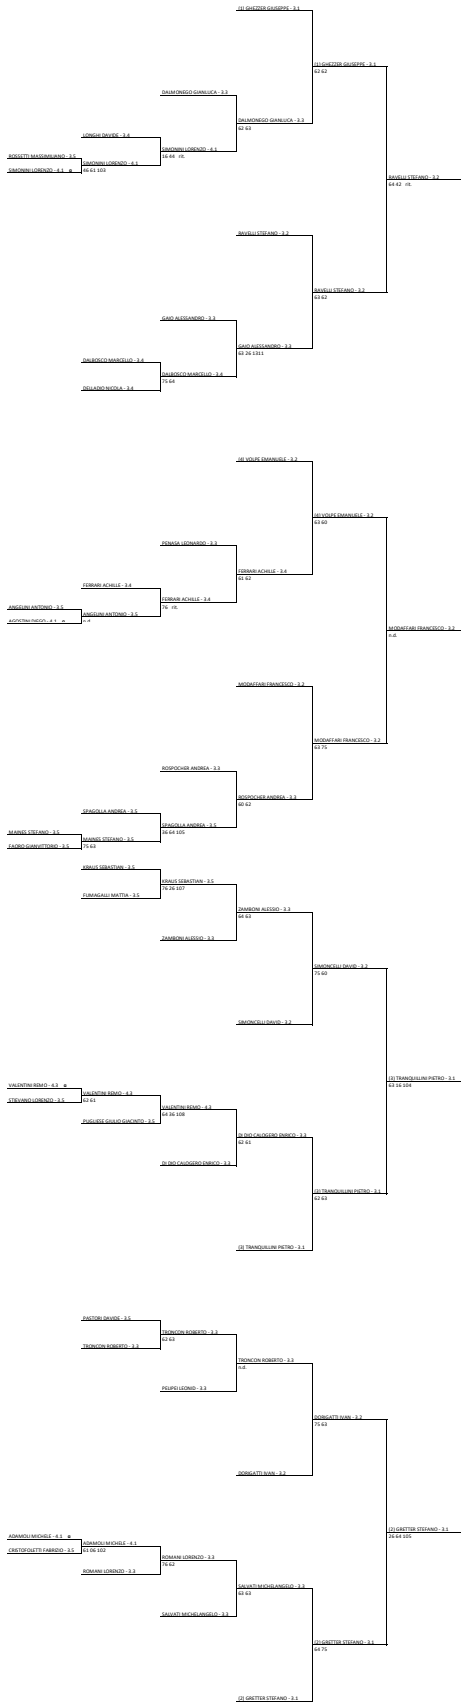 (1) GHEZZER GIUSEPPE - 3.1
(1) GHEZZER GIUSEPPE - 3.1
62 62
DALMONEGO GIANLUCA - 3.3
DALMONEGO GIANLUCA - 3.3
62 63
LONGHI DAVIDE - 3.4
SIMONINI LORENZO - 4.1
16 44 rit.
ROSSETTI MASSIMILIANO - 3.5
SIMONINI LORENZO - 4.1
46 61 103
SIMONINI LORENZO - 4.1
RAVELLI STEFANO - 3.2
64 42 rit.
RAVELLI STEFANO - 3.2
RAVELLI STEFANO - 3.2
63 62
GAIO ALESSANDRO - 3.3
GAIO ALESSANDRO - 3.3
63 26 1311
DALBOSCO MARCELLO - 3.4
DALBOSCO MARCELLO - 3.4
75 64
DELLADIO NICOLA - 3.4
(4) VOLPE EMANUELE - 3.2
(4) VOLPE EMANUELE - 3.2
63 60
PENASA LEONARDO - 3.3
FERRARI ACHILLE - 3.4
61 62
FERRARI ACHILLE - 3.4
FERRARI ACHILLE - 3.4
76 rit.
ANGELINI ANTONIO - 3.5
ANGELINI ANTONIO - 3.5
n.d.
AGOSTINI DIEGO - 4.1
MODAFFARI FRANCESCO - 3.2
n.d.
MODAFFARI FRANCESCO - 3.2
MODAFFARI FRANCESCO - 3.2
63 75
ROSPOCHER ANDREA - 3.3
ROSPOCHER ANDREA - 3.3
60 62
SPAGOLLA ANDREA - 3.5
SPAGOLLA ANDREA - 3.5
36 64 105
MAINES STEFANO - 3.5
MAINES STEFANO - 3.5
75 63
FAORO GIANVITTORIO - 3.5
KRAUS SEBASTIAN - 3.5
KRAUS SEBASTIAN - 3.5
76 26 107
FUMAGALLI MATTIA - 3.5
ZAMBONI ALESSIO - 3.3
64 63
ZAMBONI ALESSIO - 3.3
SIMONCELLI DAVID - 3.2
75 60
SIMONCELLI DAVID - 3.2
(3) TRANQUILLINI PIETRO - 3.1
63 16 104
VALENTINI REMO - 4.3
VALENTINI REMO - 4.3
62 61
STIEVANO LORENZO - 3.5
VALENTINI REMO - 4.3
64 36 108
PUGLIESE GIULIO GIACINTO - 3.5
DI DIO CALOGERO ENRICO - 3.3
62 61
DI DIO CALOGERO ENRICO - 3.3
(3) TRANQUILLINI PIETRO - 3.1
62 63
(3) TRANQUILLINI PIETRO - 3.1
PASTORI DAVIDE - 3.5
TRONCON ROBERTO - 3.3
62 63
TRONCON ROBERTO - 3.3
TRONCON ROBERTO - 3.3
n.d.
PELIPEI LEONID - 3.3
DORIGATTI IVAN - 3.2
75 63
DORIGATTI IVAN - 3.2
(2) GRETTER STEFANO - 3.1
26 64 105
ADAMOLI MICHELE - 4.1
ADAMOLI MICHELE - 4.1
61 06 102
CRISTOFOLETTI FABRIZIO - 3.5
ROMANI LORENZO - 3.3
76 62
ROMANI LORENZO - 3.3
SALVATI MICHELANGELO - 3.3
63 63
SALVATI MICHELANGELO - 3.3
(2) GRETTER STEFANO - 3.1
64 75
(2) GRETTER STEFANO - 3.1